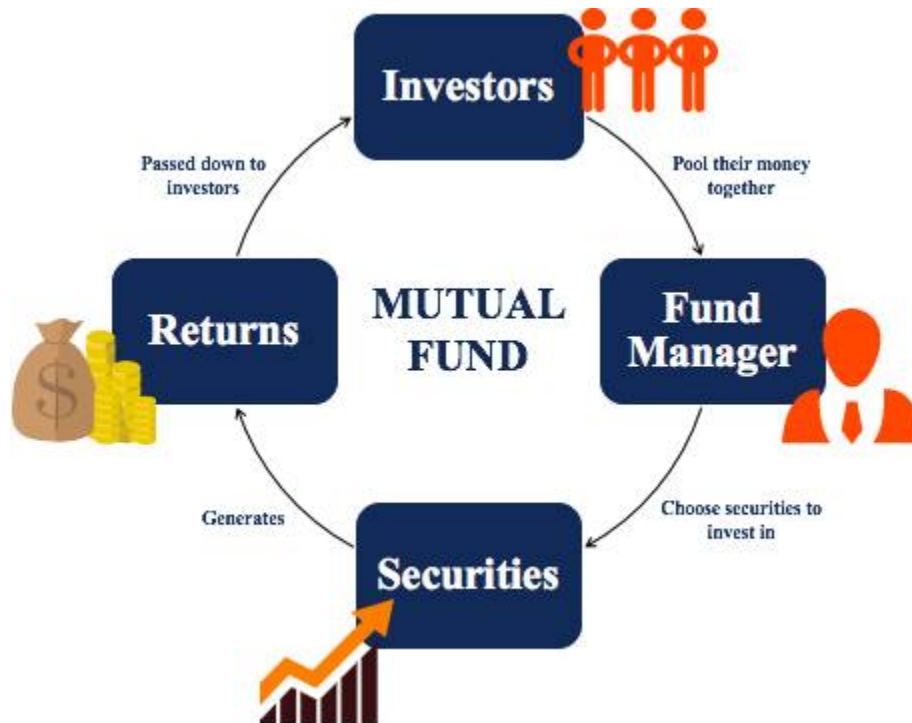 Investors
Passed down to
investors
Pool their money
together
Returns
$
MUTUAL
FUND
Fund
Manager
Generates
Choose securities to
invest in
Securities